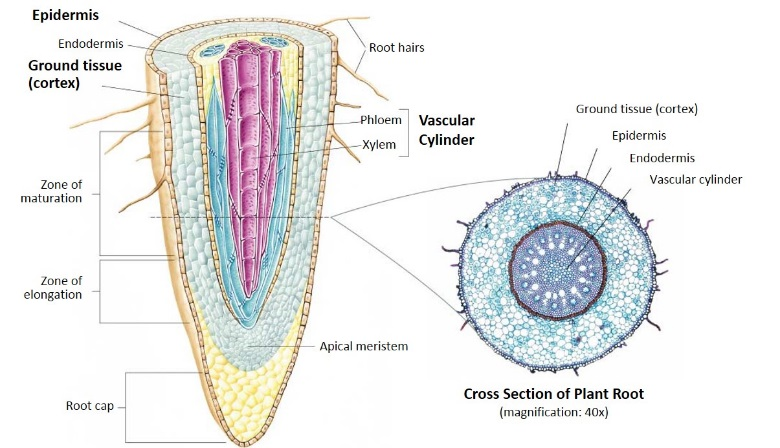 Epidermis
Endodermis
Ground tissue
(cortex)
Root hairs
Phloem
Xylem
Vascular
Cylinder
Zone of
maturation
Zone of
elongation
Apical meristem
Root cap
Ground tissue (cortex)
Epidermis
Endodermis
Vascular cylinder
Cross Section of Plant Root
(magnification: 40x)